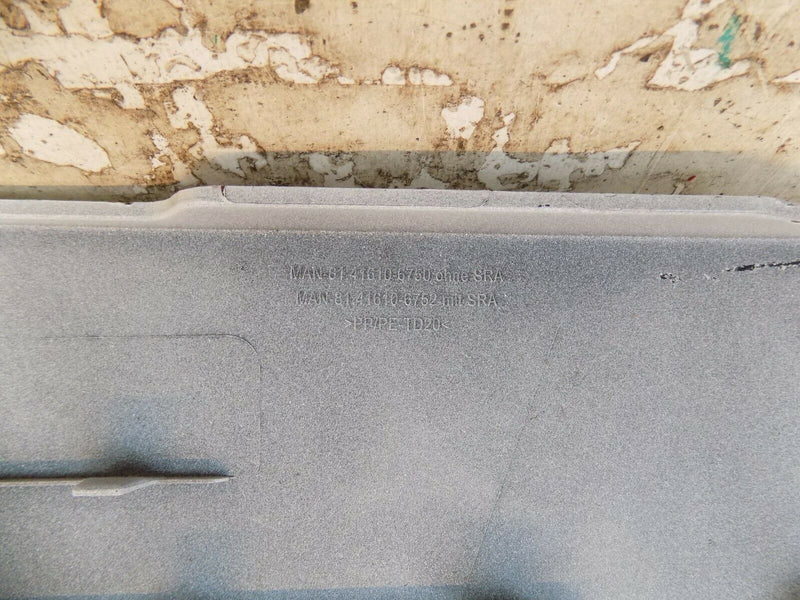 MAN-81-41610-6750 ohne SRA
MAN-81-41610-6752 mit SRA
>PP/PE-TD20<